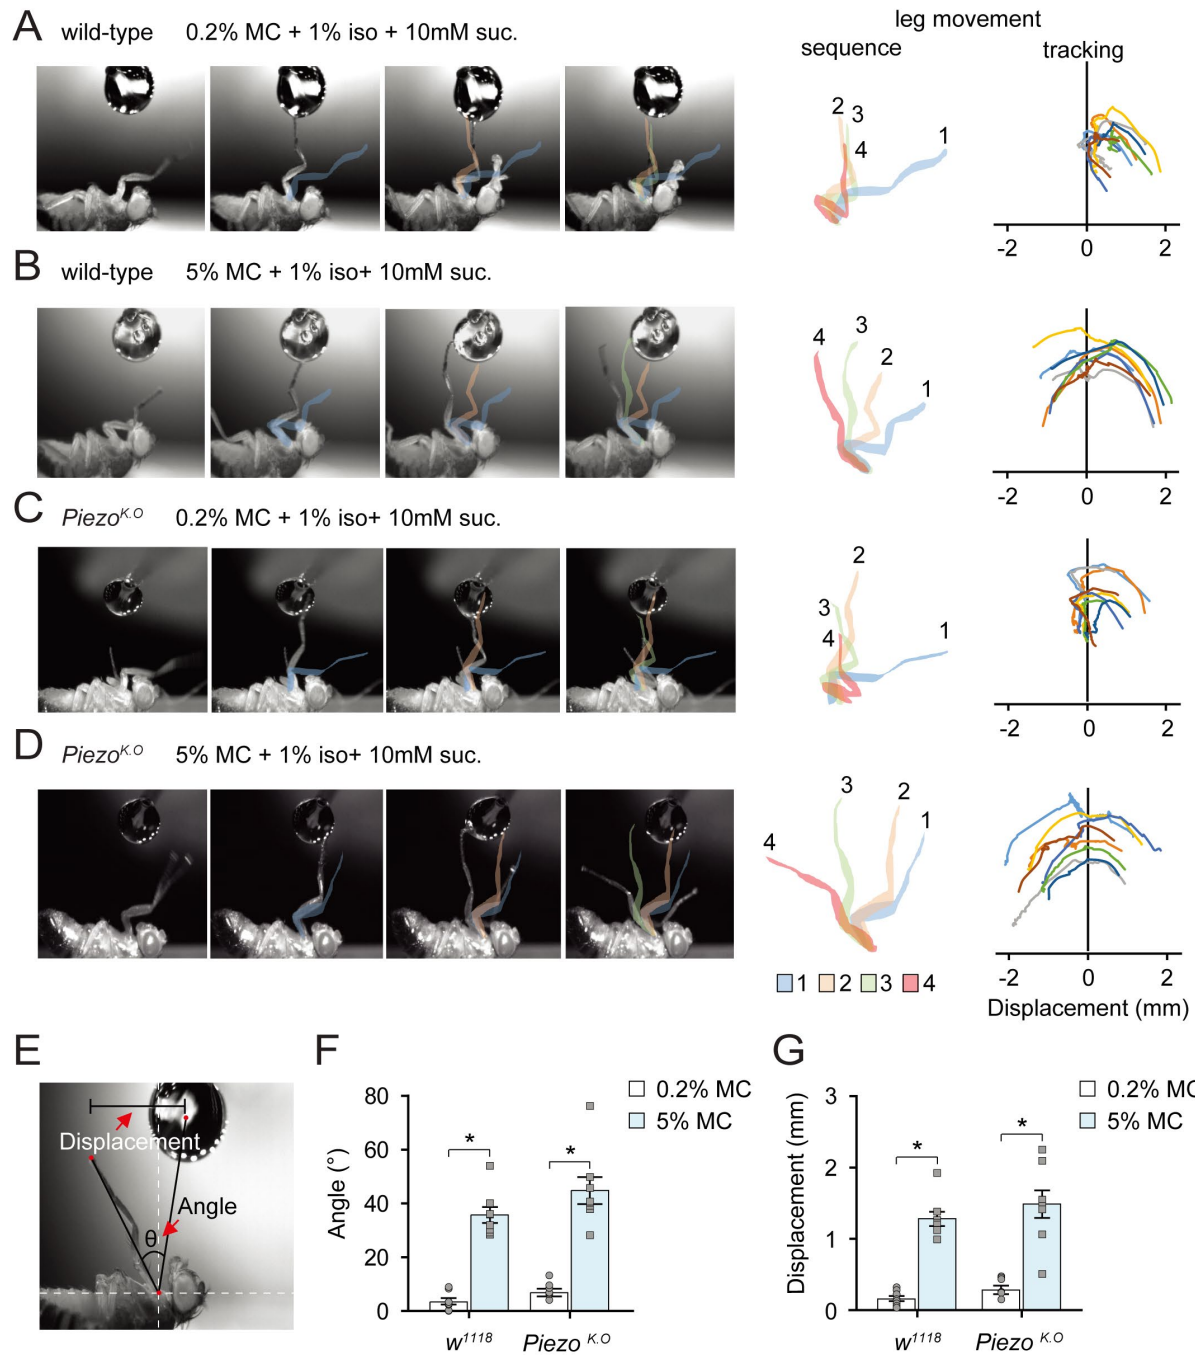 A wild-type 0.2% MC + 1% iso + 10mM suc.
leg movement
sequence tracking
2 3
4
1
-2 0 2
B wild-type 5% MC + 1% iso+ 10mM suc.
4 3 2 1
-2 0 2
C Piezo^K.O 0.2% MC + 1% iso+ 10mM suc.
2
3
4
1
-2 0 2
D Piezo^K.O 5% MC + 1% iso+ 10mM suc.
3 2
1
4
1 2 3 4
-2 0 2
Displacement (mm)
E
Displacement
Angle
θ
F
0.2% MC
5% MC
Angle (°)
80
60
40
20
0
* *
w^1118 Piezo ^K.O
G
0.2% MC
5% MC
Displacement (mm)
3
2
1
0
* *
w^1118 Piezo ^K.O